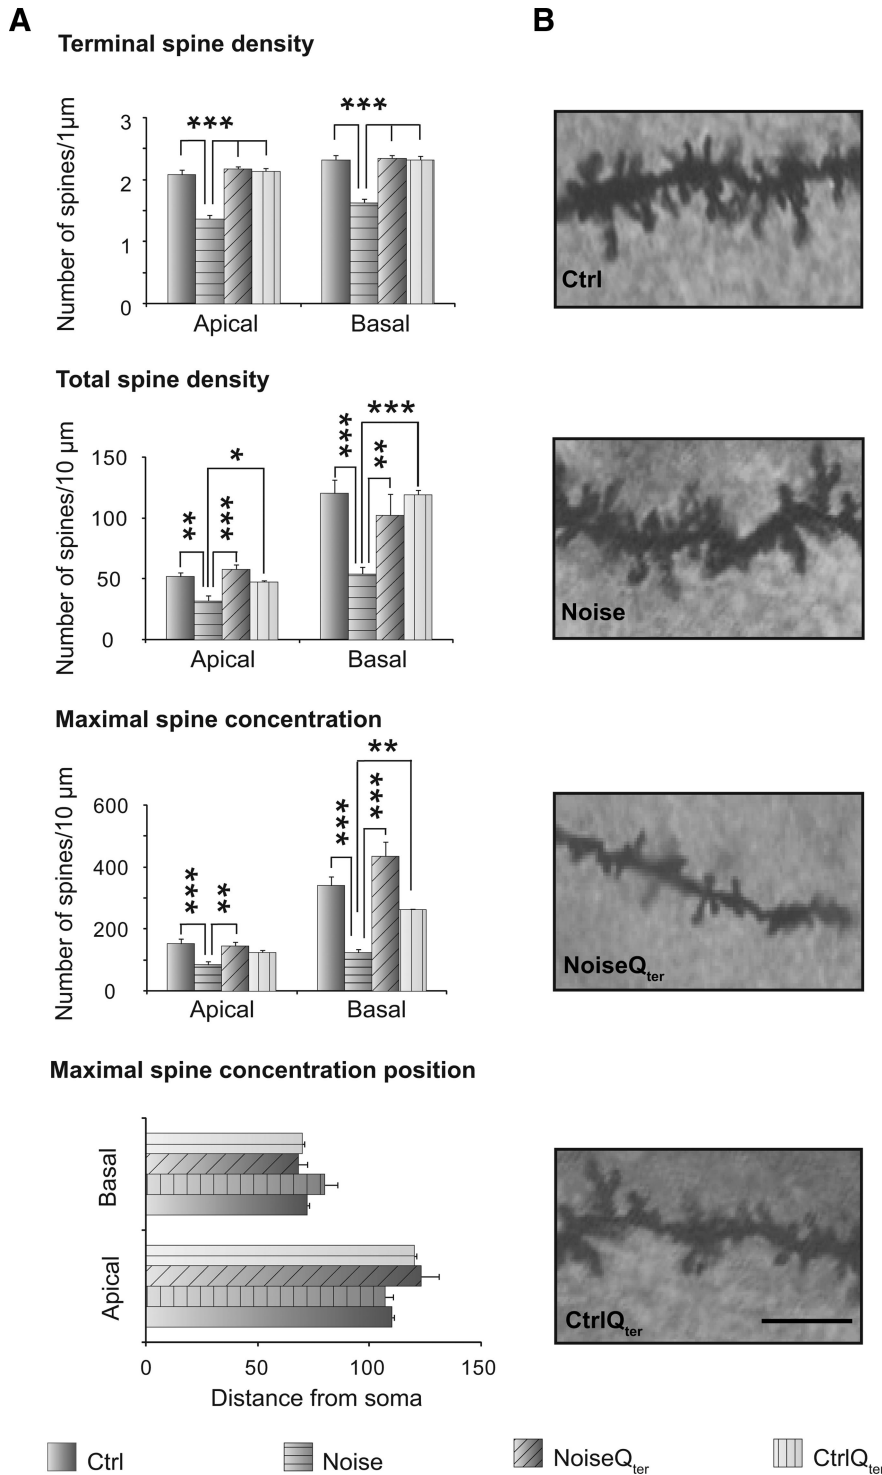 A
B
Terminal spine density
Number of spines/1µm
3
2
1
0
***
***
Apical
Basal
Ctrl
Total spine density
Number of spines/10 µm
150
100
50
0
**
***
*
***
**
***
Apical
Basal
Noise
Maximal spine concentration
Number of spines/10 µm
600
400
200
0
***
**
***
***
**
Apical
Basal
NoiseQter
Maximal spine concentration position
Basal
Apical
0
50
100
150
Distance from soma
CtrlQter
Ctrl
Noise
NoiseQter
CtrlQter